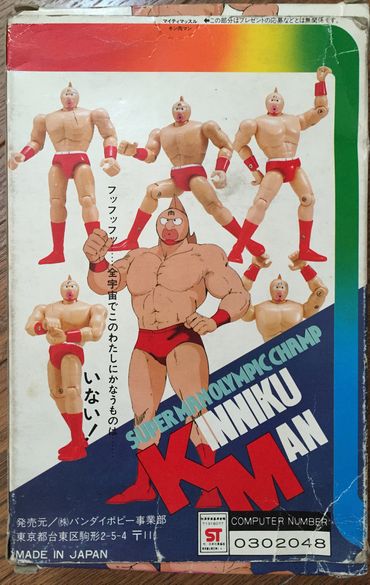 マイティマッスル
キン肉マン
←この部分はプレゼントの応募などとは無関係です。
フッフッフッ……全宇宙でこのわたしにかなうものは
いない！
SUPER MAN OLYMPIC CHAMP
KINNIKU
MAN
発売元／㈱バンダイポピー事業部
東京都台東区駒形2-5-4 〒111
MADE IN JAPAN
ST
COMPUTER NUMBER
0302048